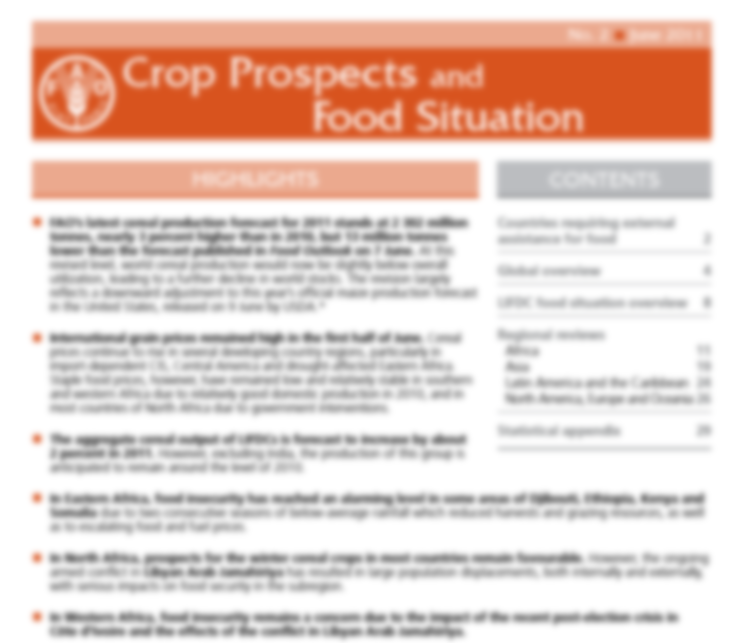 No. 2 ■ June 2011
FAO
Crop Prospects and
Food Situation
HIGHLIGHTS
CONTENTS
FAO's latest cereal production forecast for 2011 stands at 2 302 million
tonnes, nearly 3 percent higher than in 2010, but 13 million tonnes
lower than the forecast published in Food Outlook on 7 June. At this
revised level, world cereal production would now be slightly below overall
utilization, leading to a further decline in world stocks. The revision largely
reflects a downward adjustment to this year's official maize production forecast
in the United States, released on 9 June by USDA.*
International grain prices remained high in the first half of June. Cereal
prices continue to rise in several developing country regions, particularly in
import dependent CIS, Central America and drought affected Eastern Africa.
Staple food prices, however, have remained low and relatively stable in southern
and western Africa due to relatively good domestic production in 2010, and in
most countries of North Africa due to government interventions.
The aggregate cereal output of LIFDCs is forecast to increase by about
2 percent in 2011. However, excluding India, the production of this group is
anticipated to remain around the level of 2010.
In Eastern Africa, food insecurity has reached an alarming level in some areas of Djibouti, Ethiopia, Kenya and
Somalia due to two consecutive seasons of below average rainfall which reduced harvests and grazing resources, as well
as to escalating food and fuel prices.
In North Africa, prospects for the winter cereal crops in most countries remain favourable. However, the ongoing
armed conflict in Libyan Arab Jamahiriya has resulted in large population displacements, both internally and externally,
with serious impacts on food security in the subregion.
In Western Africa, food insecurity remains a concern due to the impact of the recent post-election crisis in
Côte d'Ivoire and the effects of the conflict in Libyan Arab Jamahiriya.
Countries requiring external
assistance for food 2
Global overview 4
LIFDC food situation overview 8
Regional reviews
Africa 11
Asia 19
Latin America and the Caribbean 24
North America, Europe and Oceania 26
Statistical appendix 29